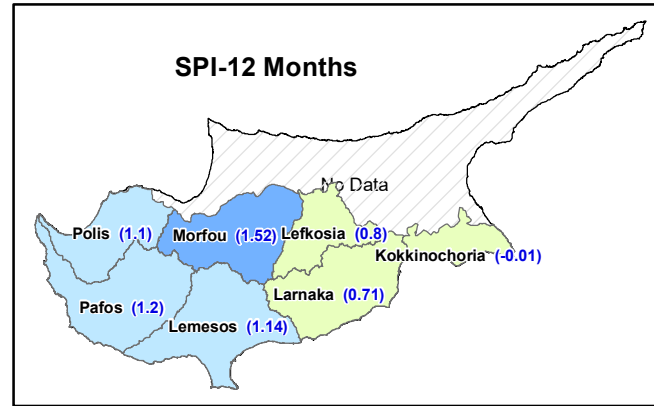 SPI-12 Months
No Data
Polis (1.1)
Morfou (1.52)
Lefkosia (0.8)
Kokkinochoria (-0.01)
Pafos (1.2)
Larnaka (0.71)
Lemesos (1.14)